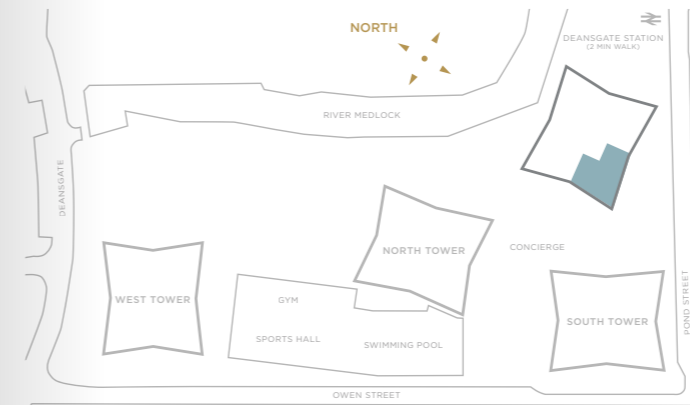 NORTH
DEANSGATE STATION
(2 MIN WALK)
RIVER MEDLOCK
DEANSGATE
NORTH TOWER
CONCIERGE
WEST TOWER
GYM
SOUTH TOWER
POND STREET
SPORTS HALL
SWIMMING POOL
OWEN STREET